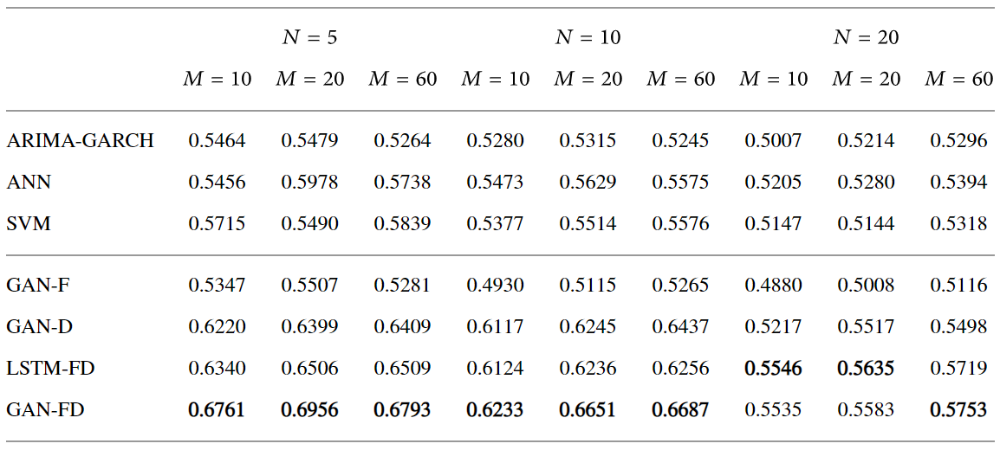 N = 5 N = 10 N = 20
M = 10 M = 20 M = 60 M = 10 M = 20 M = 60 M = 10 M = 20 M = 60
ARIMA-GARCH 0.5464 0.5479 0.5264 0.5280 0.5315 0.5245 0.5007 0.5214 0.5296
ANN 0.5456 0.5978 0.5738 0.5473 0.5629 0.5575 0.5205 0.5280 0.5394
SVM 0.5715 0.5490 0.5839 0.5377 0.5514 0.5576 0.5147 0.5144 0.5318
GAN-F 0.5347 0.5507 0.5281 0.4930 0.5115 0.5265 0.4880 0.5008 0.5116
GAN-D 0.6220 0.6399 0.6409 0.6117 0.6245 0.6437 0.5217 0.5517 0.5498
LSTM-FD 0.6340 0.6506 0.6509 0.6124 0.6236 0.6256 0.5546 0.5635 0.5719
GAN-FD 0.6761 0.6956 0.6793 0.6233 0.6651 0.6687 0.5535 0.5583 0.5753